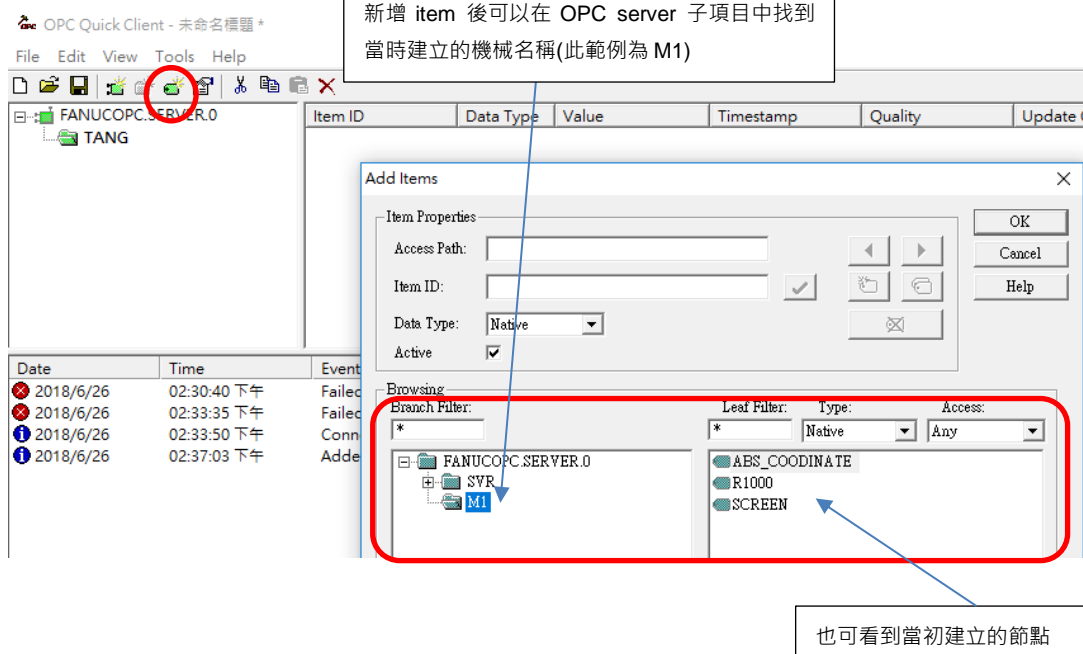 新增 item 後可以在 OPC server 子項目中找到
當時建立的機械名稱(此範例為 M1)
OPC Quick Client - 未命名標題 *
File Edit View Tools Help
FANUCOPC.SERVER.0
TANG
Item ID Data Type Value Timestamp Quality Update
Add Items
Item Properties
Access Path:
Item ID:
Data Type: Native
Active
OK
Cancel
Help
Date Time Event
2018/6/26 02:30:40 下午 Failed
2018/6/26 02:33:35 下午 Failed
2018/6/26 02:33:50 下午 Conn
2018/6/26 02:37:03 下午 Adde
Browsing
Branch Filter: Leaf Filter: Type: Access:
* * Native Any
FANUCOPC.SERVER.0
SVR
M1
ABS_COODINATE
R1000
SCREEN
也可看到當初建立的節點